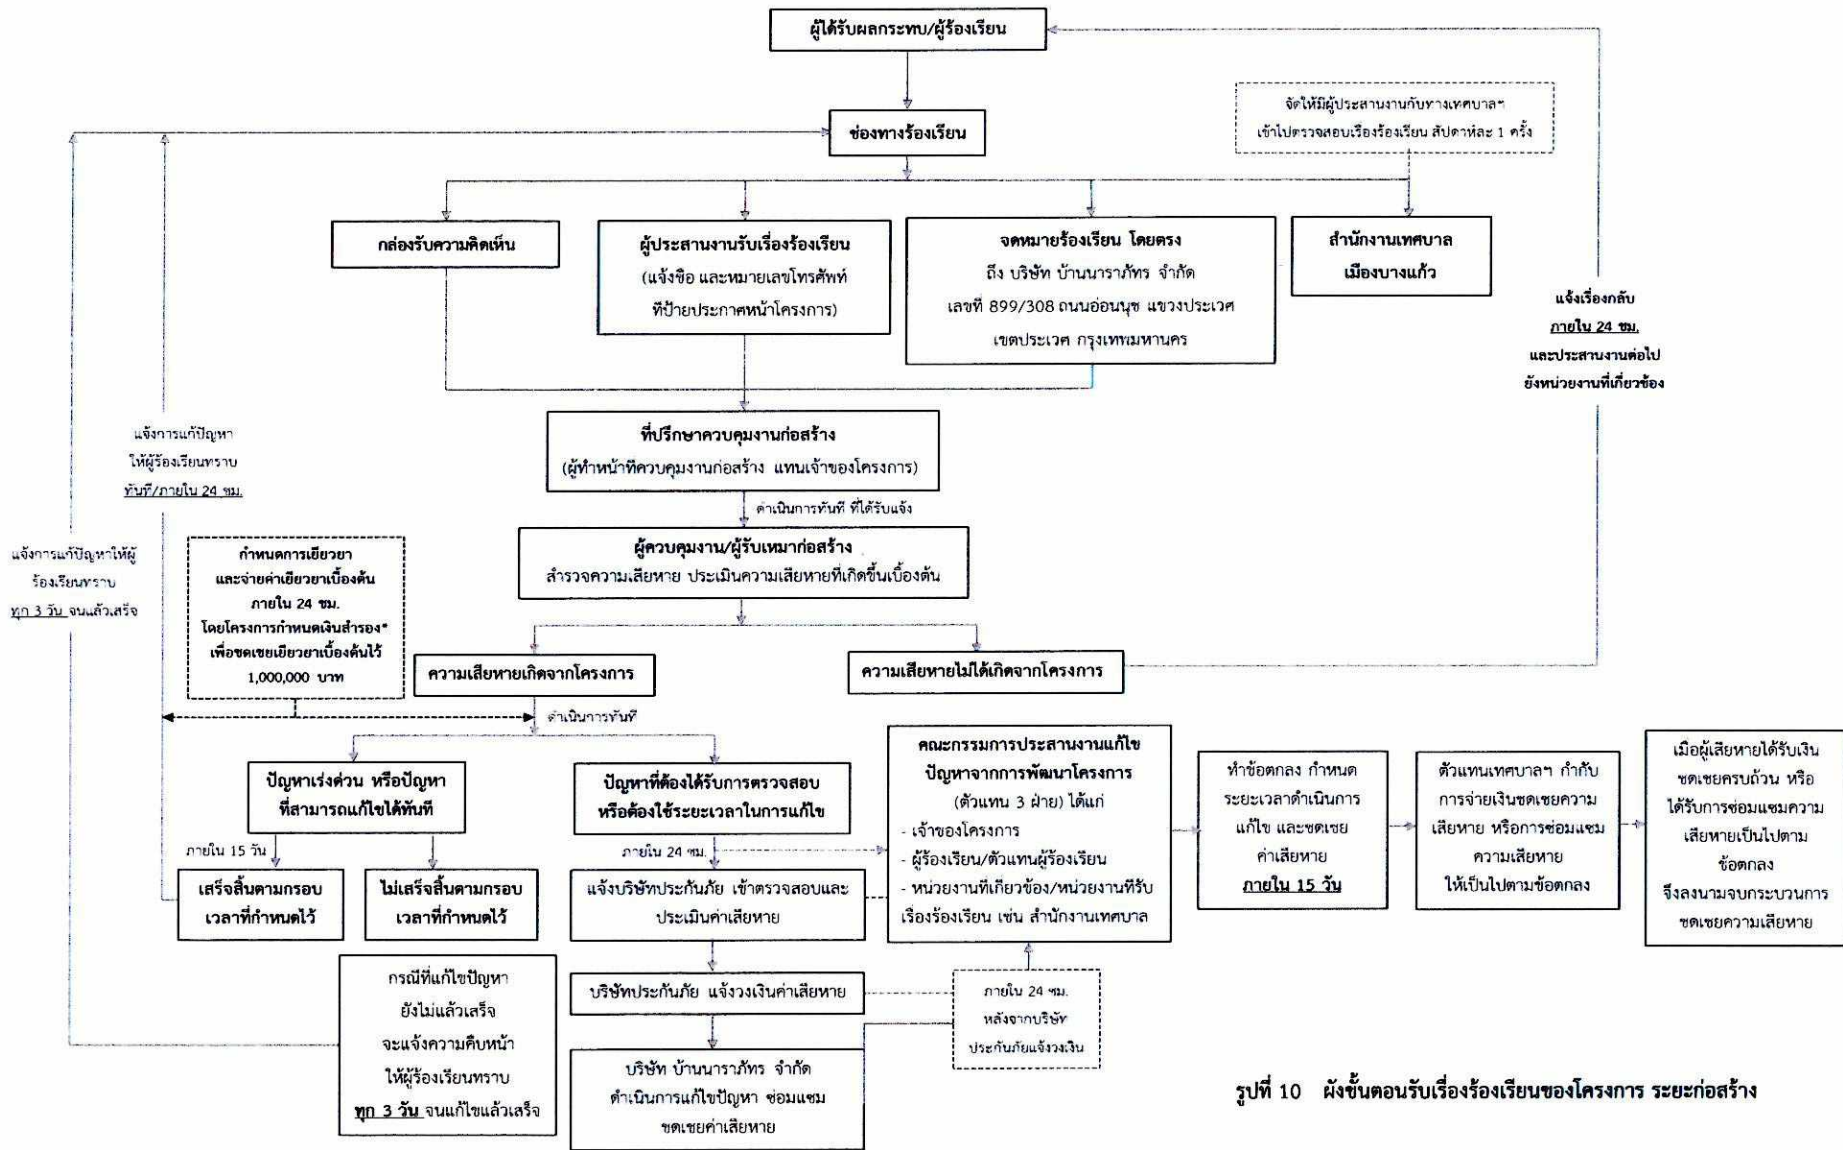 ผู้ได้รับผลกระทบ/ผู้ร้องเรียน
จัดให้มีผู้ประสานงานกับทางเทศบาลฯ
เข้าไปตรวจสอบเรื่องร้องเรียน สัปดาห์ละ 1 ครั้ง
ช่องทางร้องเรียน
กล่องรับความคิดเห็น
ผู้ประสานงานรับเรื่องร้องเรียน
(แจ้งชื่อ และหมายเลขโทรศัพท์
ที่ป้ายประกาศหน้าโครงการ)
จดหมายร้องเรียน โดยตรง
ถึง บริษัท บ้านนาราภัทร จำกัด
เลขที่ 899/308 ถนนอ่อนนุช แขวงประเวศ
เขตประเวศ กรุงเทพมหานคร
สำนักงานเทศบาล
เมืองบางแก้ว
แจ้งเรื่องกลับ
ภายใน 24 ชม.
และประสานงานต่อไป
ยังหน่วยงานที่เกี่ยวข้อง
ที่ปรึกษาควบคุมงานก่อสร้าง
(ผู้ทำหน้าที่ควบคุมงานก่อสร้าง แทนเจ้าของโครงการ)
แจ้งการแก้ปัญหา
ให้ผู้ร้องเรียนทราบ
ทันที/ภายใน 24 ชม.
ดำเนินการทันที ที่ได้รับแจ้ง
ผู้ควบคุมงาน/ผู้รับเหมาก่อสร้าง
สำรวจความเสียหาย ประเมินความเสียหายที่เกิดขึ้นเบื้องต้น
แจ้งการแก้ปัญหาให้ผู้
ร้องเรียนทราบ
ทุก 3 วัน จนแล้วเสร็จ
กำหนดการเยียวยา
และจ่ายค่าเยียวยาเบื้องต้น
ภายใน 24 ชม.
โดยโครงการกำหนดเงินสำรอง*
เพื่อชดเชยเยียวยาเบื้องต้นไว้
1,000,000 บาท
ความเสียหายเกิดจากโครงการ
ความเสียหายไม่ได้เกิดจากโครงการ
ดำเนินการทันที
ปัญหาเร่งด่วน หรือปัญหา
ที่สามารถแก้ไขได้ทันที
ปัญหาที่ต้องได้รับการตรวจสอบ
หรือต้องใช้ระยะเวลาในการแก้ไข
คณะกรรมการประสานงานแก้ไข
ปัญหาจากการพัฒนาโครงการ
(ตัวแทน 3 ฝ่าย) ได้แก่
- เจ้าของโครงการ
- ผู้ร้องเรียน/ตัวแทนผู้ร้องเรียน
- หน่วยงานที่เกี่ยวข้อง/หน่วยงานที่รับ
เรื่องร้องเรียน เช่น สำนักงานเทศบาล
ทำข้อตกลง กำหนด
ระยะเวลาดำเนินการ
แก้ไข และชดเชย
ค่าเสียหาย
ภายใน 15 วัน
ตัวแทนเทศบาลฯ กำกับ
การจ่ายเงินชดเชยความ
เสียหาย หรือการซ่อมแซม
ความเสียหาย
ให้เป็นไปตามข้อตกลง
เมื่อผู้เสียหายได้รับเงิน
ชดเชยครบถ้วน หรือ
ได้รับการซ่อมแซมความ
เสียหายเป็นไปตาม
ข้อตกลง
จึงลงนามจบกระบวนการ
ชดเชยความเสียหาย
ภายใน 15 วัน
ภายใน 24 ชม.
เสร็จสิ้นตามกรอบ
เวลาที่กำหนดไว้
ไม่เสร็จสิ้นตามกรอบ
เวลาที่กำหนดไว้
แจ้งบริษัทประกันภัย เข้าตรวจสอบและ
ประเมินค่าเสียหาย
กรณีที่แก้ไขปัญหา
ยังไม่แล้วเสร็จ
จะแจ้งความคืบหน้า
ให้ผู้ร้องเรียนทราบ
ทุก 3 วัน จนแก้ไขแล้วเสร็จ
บริษัทประกันภัย แจ้งวงเงินค่าเสียหาย
ภายใน 24 ชม.
หลังจากบริษัท
ประกันภัยแจ้งวงเงิน
บริษัท บ้านนาราภัทร จำกัด
ดำเนินการแก้ไขปัญหา ซ่อมแซม
ชดเชยค่าเสียหาย
รูปที่ 10 ผังขั้นตอนรับเรื่องร้องเรียนของโครงการ ระยะก่อสร้าง